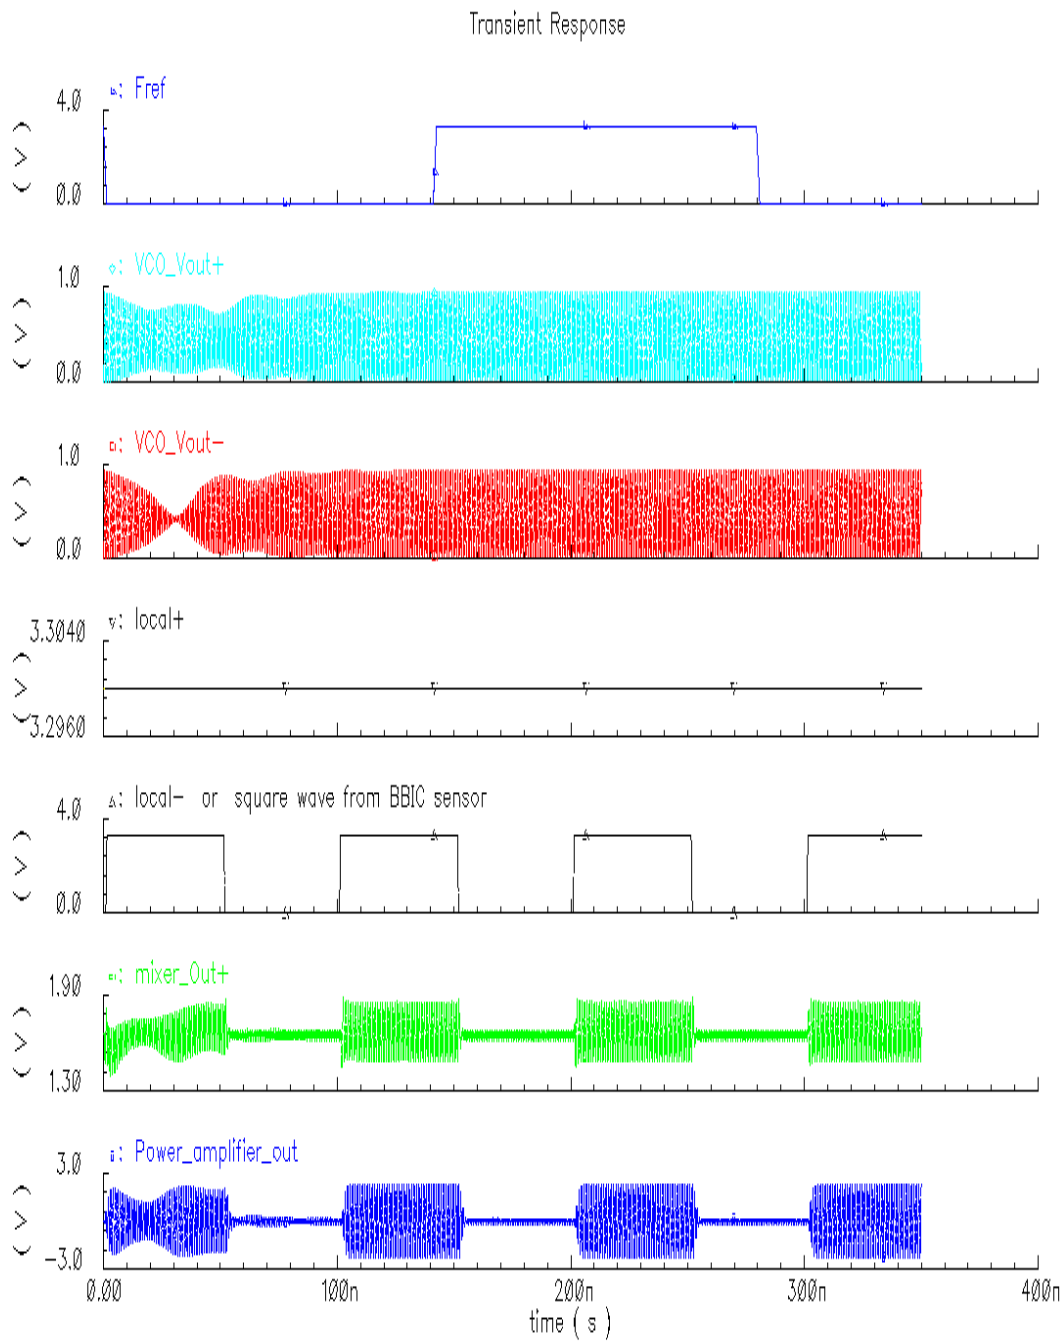 Transient Response
Fref
4.0
(V)
0.0
VCO_Vout+
1.0
(V)
0.0
VCO_Vout-
1.0
(V)
0.0
local+
3.3040
(V)
3.2960
local- or square wave from BBIC sensor
4.0
(V)
0.0
mixer_Out+
1.90
(V)
1.30
Power_amplifier_out
3.0
(V)
-3.0
0.00 100n 200n 300n 400n
time ( s )